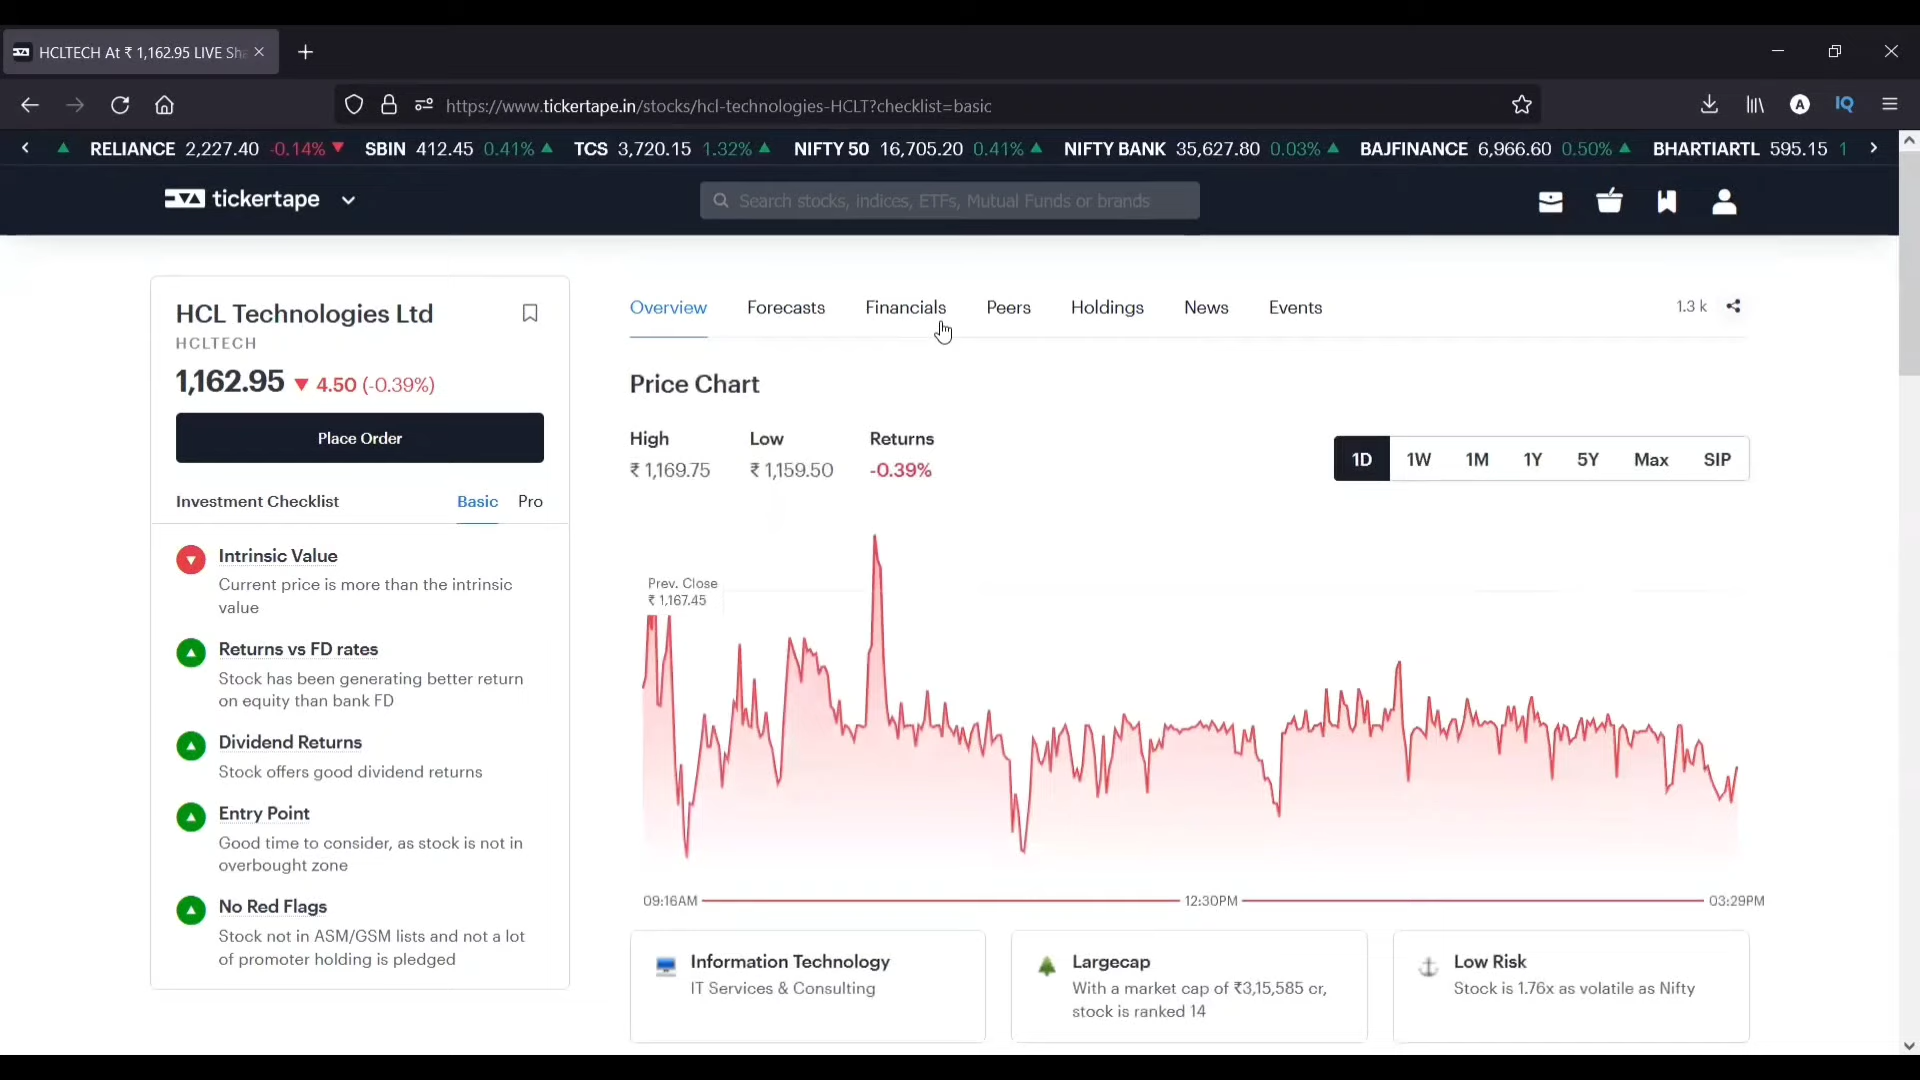 HCLTECH At ₹ 1,162.95 LIVE Sha
https://www.tickertape.in/stocks/hcl-technologies-HCLT?checklist=basic
A
IQ
RELIANCE 2,227.40 -0.14% SBIN 412.45 0.41% TCS 3,720.15 1.32% NIFTY 50 16,705.20 0.41% NIFTY BANK 35,627.80 0.03% BAJFINANCE 6,966.60 0.50% BHARTIARTL 595.15 1
tickertape
Search stocks, indices, ETFs, Mutual Funds or brands
HCL Technologies Ltd
HCLTECH
1,162.95 4.50 (-0.39%)
Place Order
Investment Checklist Basic Pro
Intrinsic Value
Current price is more than the intrinsic
value
Returns vs FD rates
Stock has been generating better return
on equity than bank FD
Dividend Returns
Stock offers good dividend returns
Entry Point
Good time to consider, as stock is not in
overbought zone
No Red Flags
Stock not in ASM/GSM lists and not a lot
of promoter holding is pledged
Overview Forecasts Financials Peers Holdings News Events 1.3 k
Price Chart
High Low Returns
₹ 1,169.75 ₹ 1,159.50 -0.39%
1D 1W 1M 1Y 5Y Max SIP
Prev. Close
₹ 1,167.45
09:16AM 12:30PM 03:29PM
Information Technology
IT Services & Consulting
Largecap
With a market cap of ₹3,15,585 cr,
stock is ranked 14
Low Risk
Stock is 1.76x as volatile as Nifty